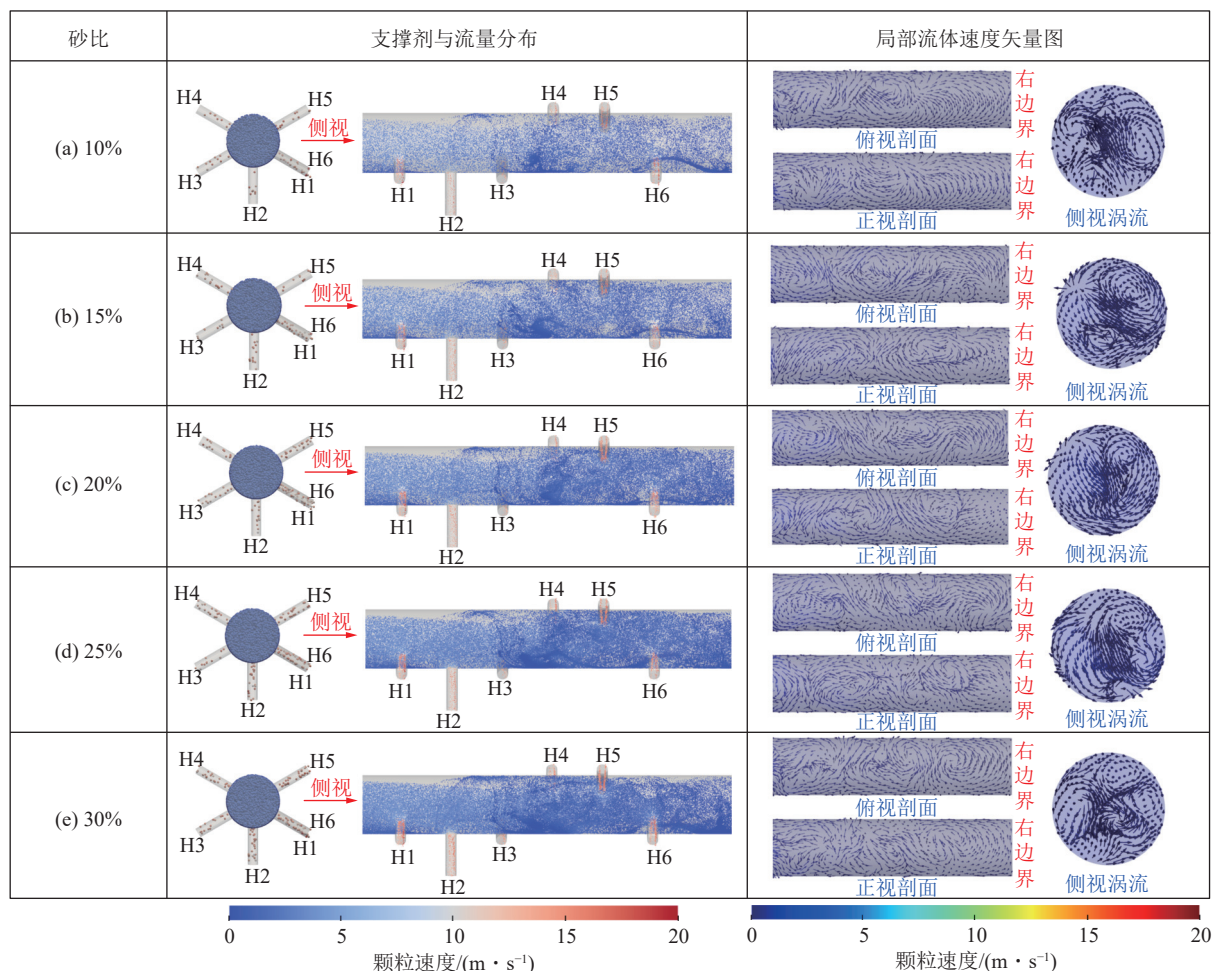 砂比
支撑剂与流量分布
局部流体速度矢量图
(a) 10%
H4
H5
H6
H3
H1
H2
侧视
H4
H5
H1
H3
H6
H2
俯视剖面
正视剖面
右边界
右边界
侧视涡流
(b) 15%
H4
H5
H6
H3
H1
H2
侧视
H4
H5
H1
H3
H6
H2
俯视剖面
正视剖面
右边界
右边界
侧视涡流
(c) 20%
H4
H5
H6
H3
H1
H2
侧视
H4
H5
H1
H3
H6
H2
俯视剖面
正视剖面
右边界
右边界
侧视涡流
(d) 25%
H4
H5
H6
H3
H1
H2
侧视
H4
H5
H1
H3
H6
H2
俯视剖面
正视剖面
右边界
右边界
侧视涡流
(e) 30%
H4
H5
H6
H3
H1
H2
侧视
H4
H5
H1
H3
H6
H2
俯视剖面
正视剖面
右边界
右边界
侧视涡流
0 5 10 15 20
颗粒速度/(m·s⁻¹)
0 5 10 15 20
颗粒速度/(m·s⁻¹)